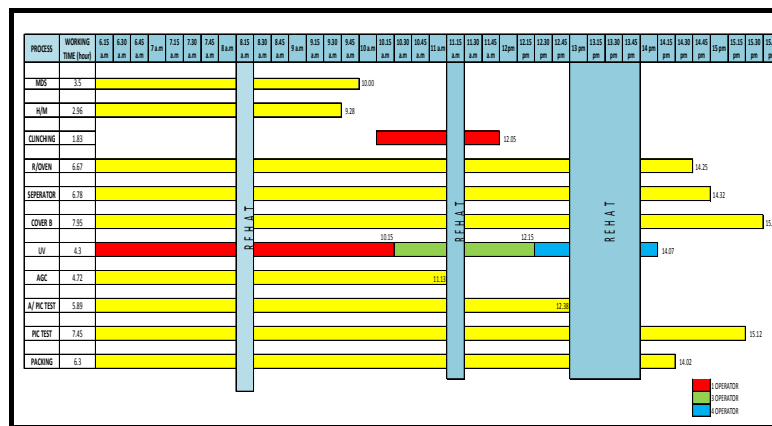 PROCESS WORKING TIME (hour) 6.15 a.m 6.30 a.m 6.45 a.m 7 a.m 7.15 a.m 7.30 a.m 7.45 a.m 8 a.m 8.15 a.m 8.30 a.m 8.45 a.m 9 a.m 9.15 a.m 9.30 a.m 9.45 a.m 10 a.m 10.15 a.m 10.30 a.m 10.45 a.m 11 a.m 11.15 a.m 11.30 a.m 11.45 a.m 12pm 12.15 pm 12.30 pm 12.45 pm 13 pm 13.15 pm 13.30 pm 13.45 pm 14 pm 14.15 pm 14.30 pm 14.45 pm 15 pm 15.15 pm 15.30 pm
MDS 3.5 10.00
H/M 2.96 9.28
CLINCHING 1.83 12.05
R/OVEN 6.67 14.25
SEPERATOR 6.78 14.32
COVER B 7.95
UV 4.3 10.15 12.15 14.07
AGC 4.72 11.13
A/ PIC TEST 5.89 12.38
PIC TEST 7.45 15.12
PACKING 6.3 14.02
REHAT
REHAT
REHAT
1 OPERATOR
3 OPERATOR
4 OPERATOR